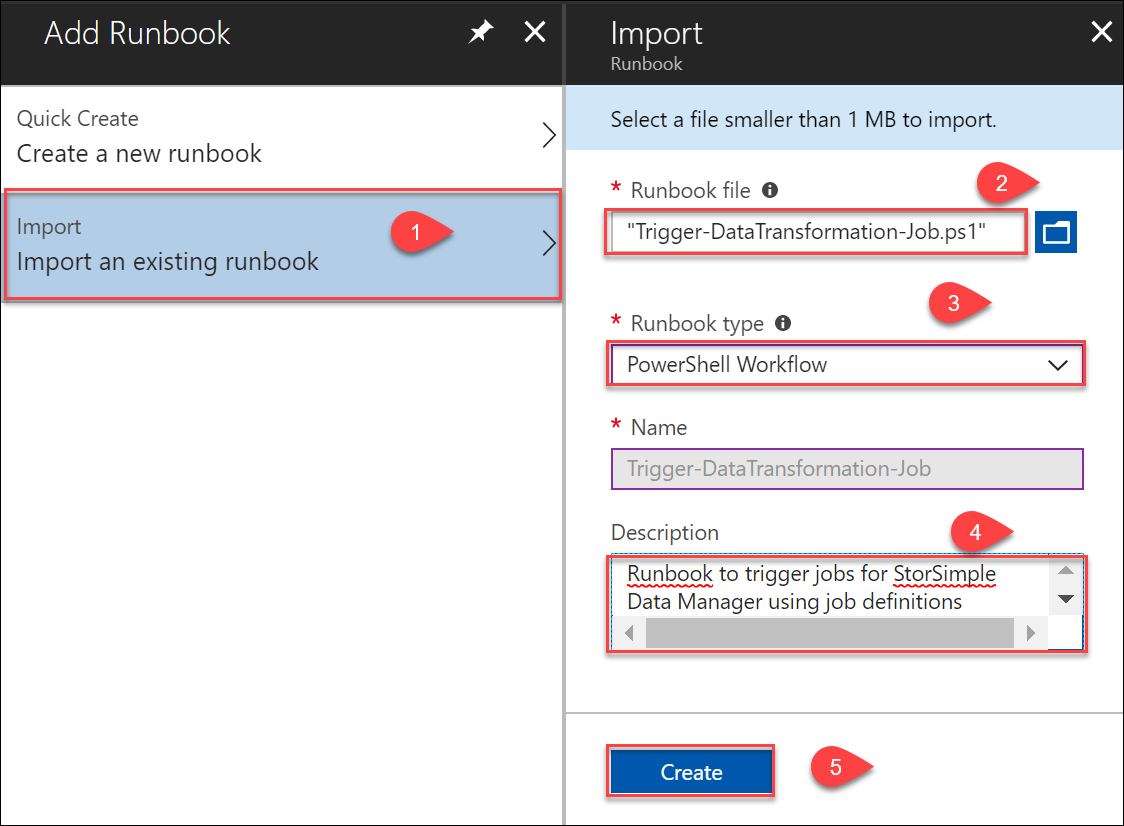 Add Runbook
Quick Create
Create a new runbook
Import
Import an existing runbook
1
Import
Runbook
Select a file smaller than 1 MB to import.
2
* Runbook file
"Trigger-DataTransformation-Job.ps1"
3
* Runbook type
PowerShell Workflow
* Name
Trigger-DataTransformation-Job
4
Description
Runbook to trigger jobs for StorSimple
Data Manager using job definitions
Create
5